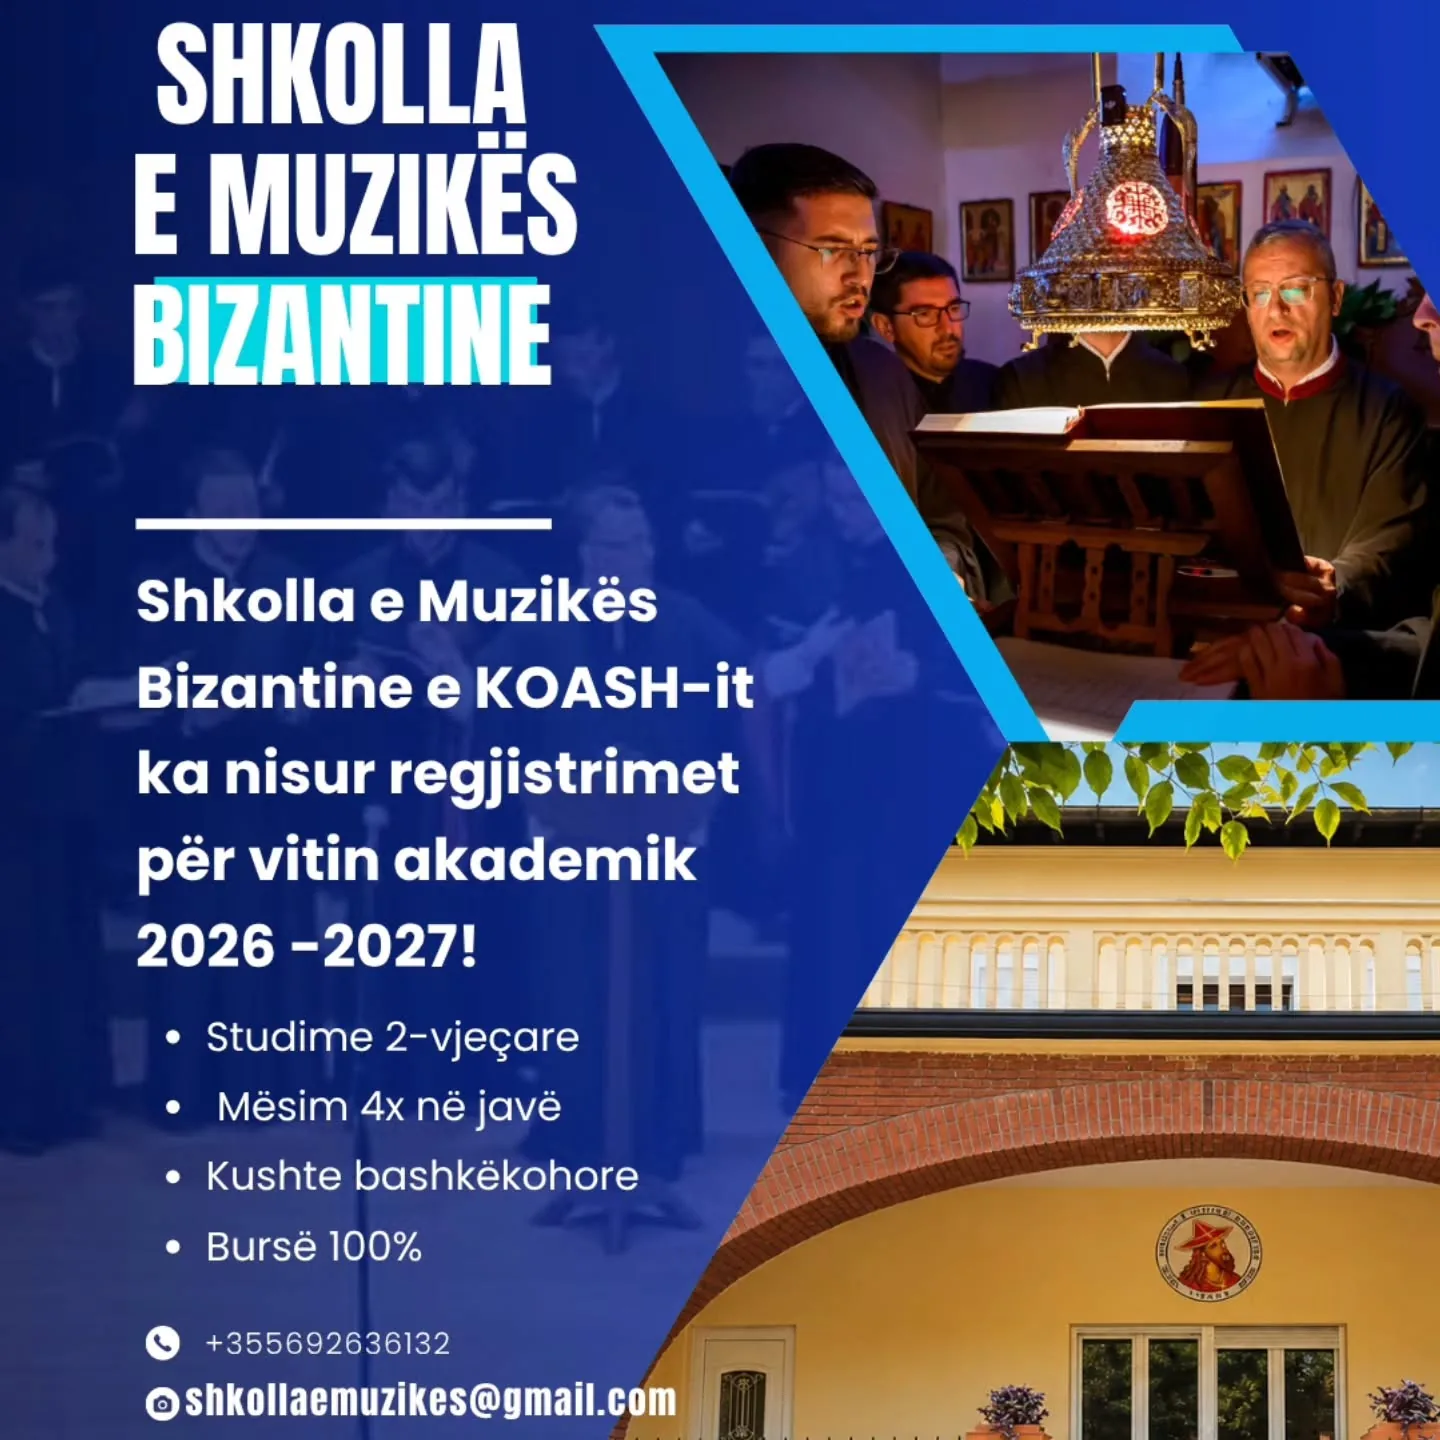 SHKOLLA
E MUZIKËS
BIZANTINE
Shkolla e Muzikës
Bizantine e KOASH-it
ka nisur regjistrimet
për vitin akademik
2026 -2027!
• Studime 2-vjeçare
• Mësim 4x në javë
• Kushte bashkëkohore
• Bursë 100%
+355692636132
shkollaemuzikes@gmail.com